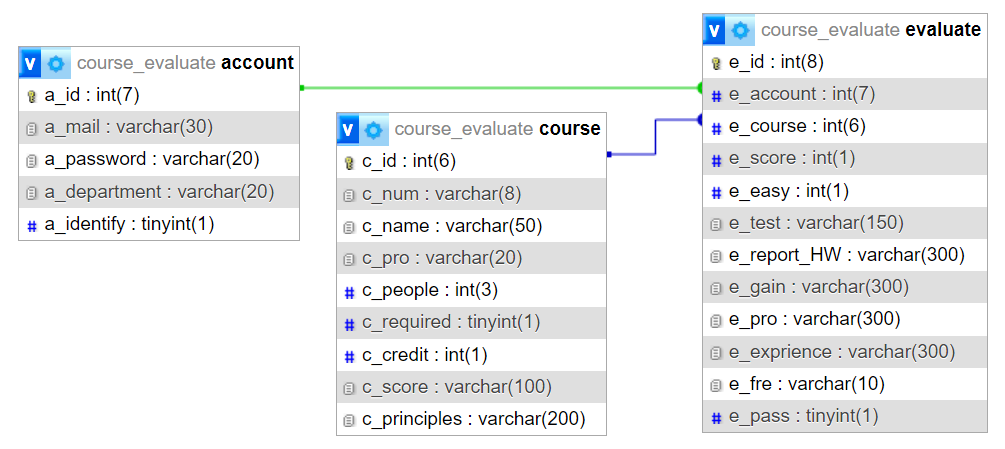 v course_evaluate account
a_id : int(7)
a_mail : varchar(30)
a_password : varchar(20)
a_department : varchar(20)
# a_identify : tinyint(1)
v course_evaluate course
c_id : int(6)
c_num : varchar(8)
c_name : varchar(50)
c_pro : varchar(20)
# c_people : int(3)
# c_required : tinyint(1)
# c_credit : int(1)
c_score : varchar(100)
c_principles : varchar(200)
v course_evaluate evaluate
e_id : int(8)
# e_account : int(7)
# e_course : int(6)
# e_score : int(1)
# e_easy : int(1)
e_test : varchar(150)
e_report_HW : varchar(300)
e_gain : varchar(300)
e_pro : varchar(300)
e_exprience : varchar(300)
e_fre : varchar(10)
# e_pass : tinyint(1)